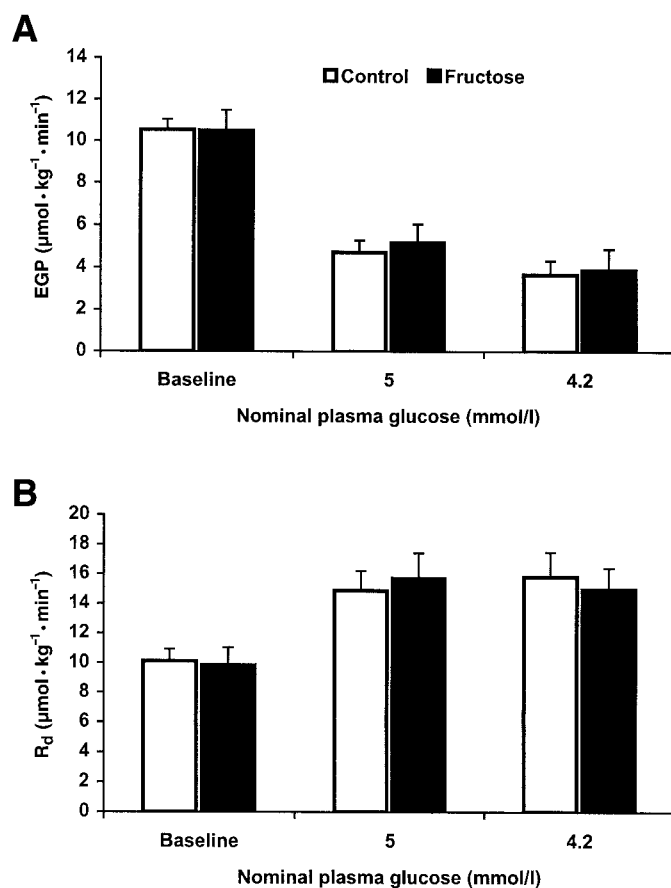 A
14
12
10
8
6
4
2
0
EGP (µmol·kg⁻¹·min⁻¹)
Control Fructose
Baseline 5 4.2
Nominal plasma glucose (mmol/l)
B
20
18
16
14
12
10
8
6
4
2
0
Rd (µmol·kg⁻¹·min⁻¹)
Baseline 5 4.2
Nominal plasma glucose (mmol/l)